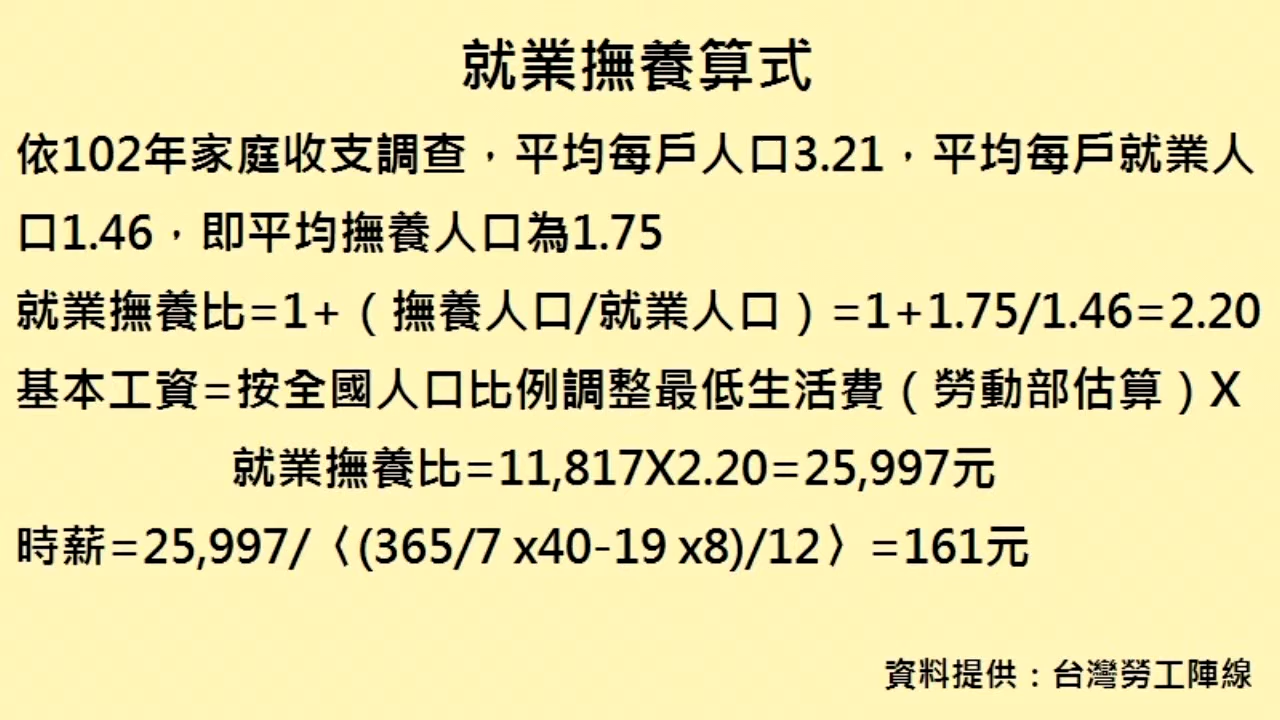 就業撫養算式
依102年家庭收支調查，平均每戶人口3.21，平均每戶就業人
口1.46，即平均撫養人口為1.75
就業撫養比=1+（撫養人口/就業人口）=1+1.75/1.46=2.20
基本工資=按全國人口比例調整最低生活費（勞動部估算）X
就業撫養比=11,817X2.20=25,997元
時薪=25,997/〈(365/7 x40-19 x8)/12〉=161元
資料提供：台灣勞工陣線